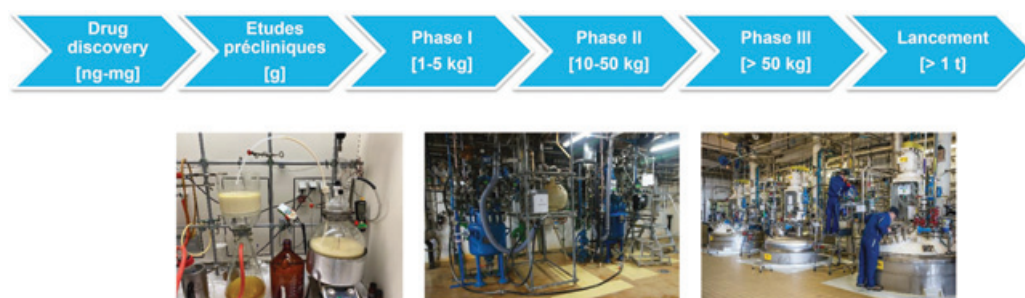 Drug
discovery
[ng-mg]
Etudes
précliniques
[g]
Phase I
[1-5 kg]
Phase II
[10-50 kg]
Phase III
[> 50 kg]
Lancement
[> 1 t]